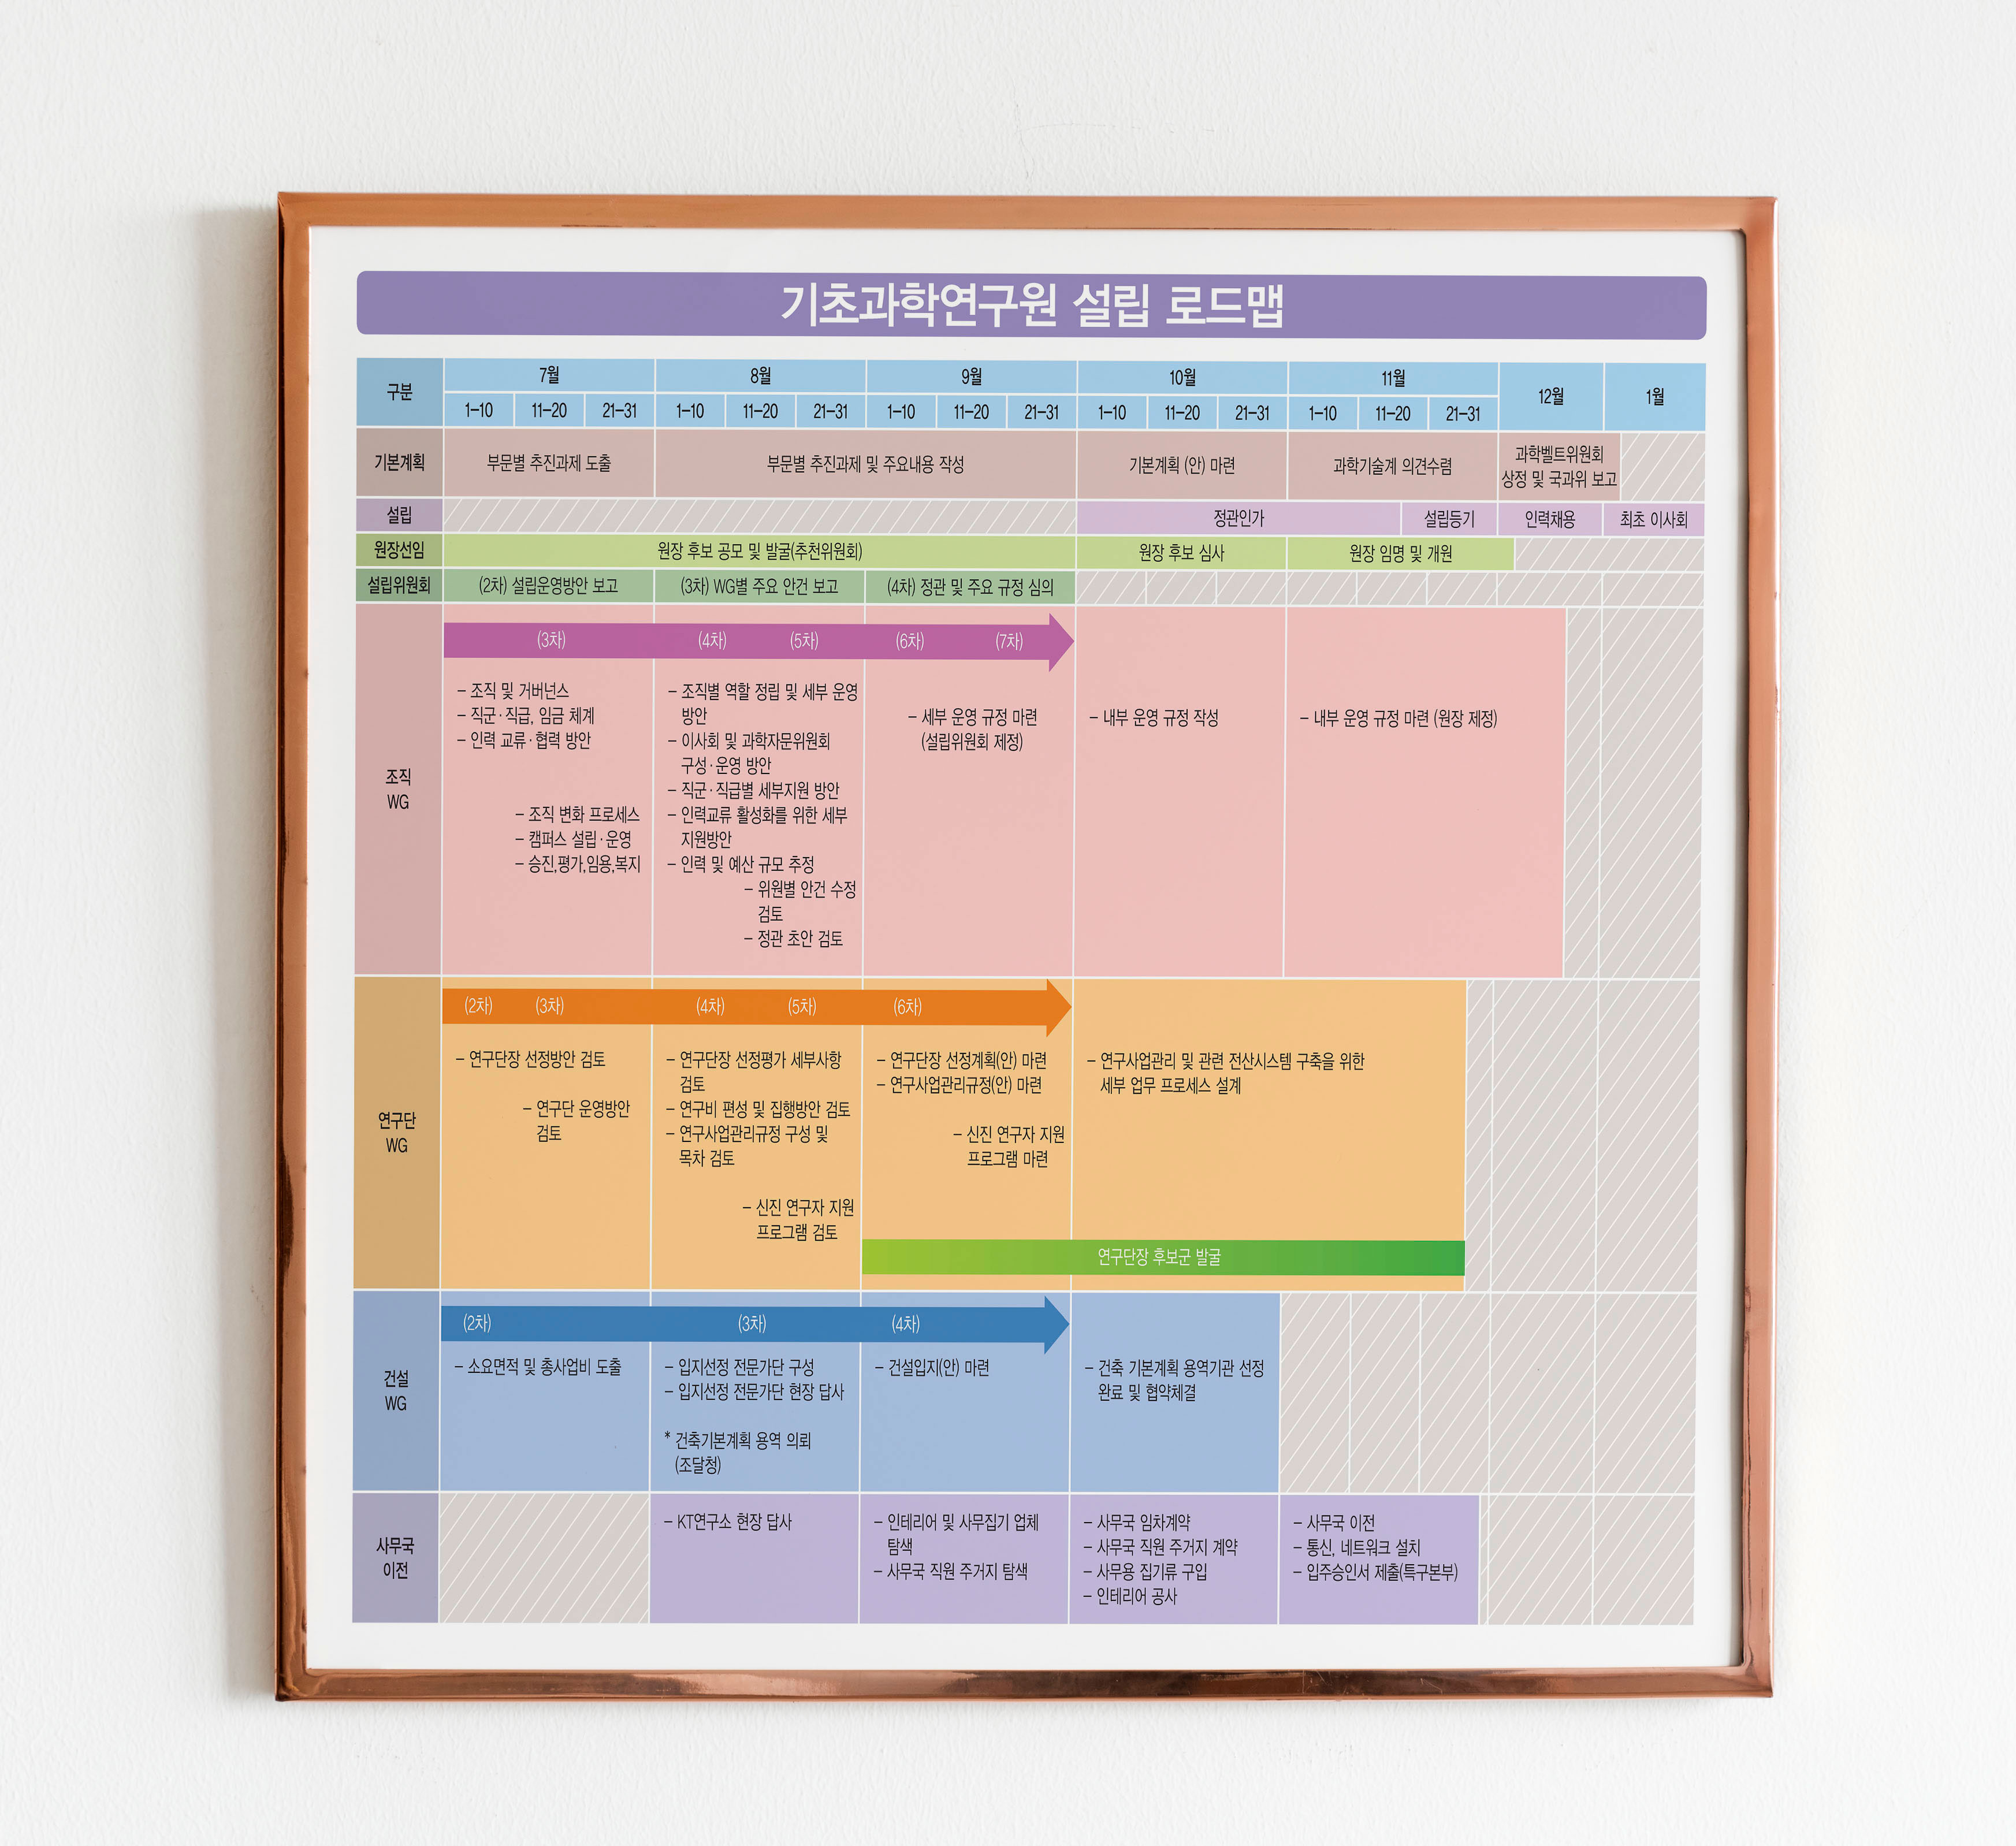 기초과학연구원 설립 로드맵
구분 7월 8월 9월 10월 11월 12월 1월
1–10 11–20 21–31 1–10 11–20 21–31 1–10 11–20 21–31 1–10 11–20 21–31 1–10 11–20 21–31
기본계획 부문별 추진과제 도출 부문별 추진과제 및 주요내용 작성 기본계획 (안) 마련 과학기술계 의견수렴 과학벨트위원회
상정 및 국과위 보고
설립 정관인가 설립등기 인력채용 최초 이사회
원장선임 원장 후보 공모 및 발굴(추천위원회) 원장 후보 심사 원장 임명 및 개원
설립위원회 (2차) 설립운영방안 보고 (3차) WG별 주요 안건 보고 (4차) 정관 및 주요 규정 심의
조직
WG
(3차) (4차) (5차) (6차) (7차)
– 조직 및 거버넌스
– 직군·직급, 임금 체계
– 인력 교류·협력 방안
– 조직 변화 프로세스
– 캠퍼스 설립·운영
– 승진,평가,임용,복지
– 조직별 역할 정립 및 세부 운영
방안
– 이사회 및 과학자문위원회
구성·운영 방안
– 직군·직급별 세부지원 방안
– 인력교류 활성화를 위한 세부
지원방안
– 인력 및 예산 규모 추정
– 위원별 안건 수정
검토
– 정관 초안 검토
– 세부 운영 규정 마련
(설립위원회 제정)
– 내부 운영 규정 작성
– 내부 운영 규정 마련 (원장 제정)
연구단
WG
(2차) (3차) (4차) (5차) (6차)
– 연구단장 선정방안 검토
– 연구단 운영방안
검토
– 연구단장 선정평가 세부사항
검토
– 연구비 편성 및 집행방안 검토
– 연구사업관리규정 구성 및
목차 검토
– 신진 연구자 지원
프로그램 검토
– 연구단장 선정계획(안) 마련
– 연구사업관리규정(안) 마련
– 신진 연구자 지원
프로그램 마련
– 연구사업관리 및 관련 전산시스템 구축을 위한
세부 업무 프로세스 설계
연구단장 후보군 발굴
건설
WG
(2차) (3차) (4차)
– 소요면적 및 총사업비 도출
– 입지선정 전문가단 구성
– 입지선정 전문가단 현장 답사
* 건축기본계획 용역 의뢰
(조달청)
– 건설입지(안) 마련
– 건축 기본계획 용역기관 선정
완료 및 협약체결
사무국
이전
– KT연구소 현장 답사
– 인테리어 및 사무집기 업체
탐색
– 사무국 직원 주거지 탐색
– 사무국 임차계약
– 사무국 직원 주거지 계약
– 사무용 집기류 구입
– 인테리어 공사
– 사무국 이전
– 통신, 네트워크 설치
– 입주승인서 제출(특구본부)